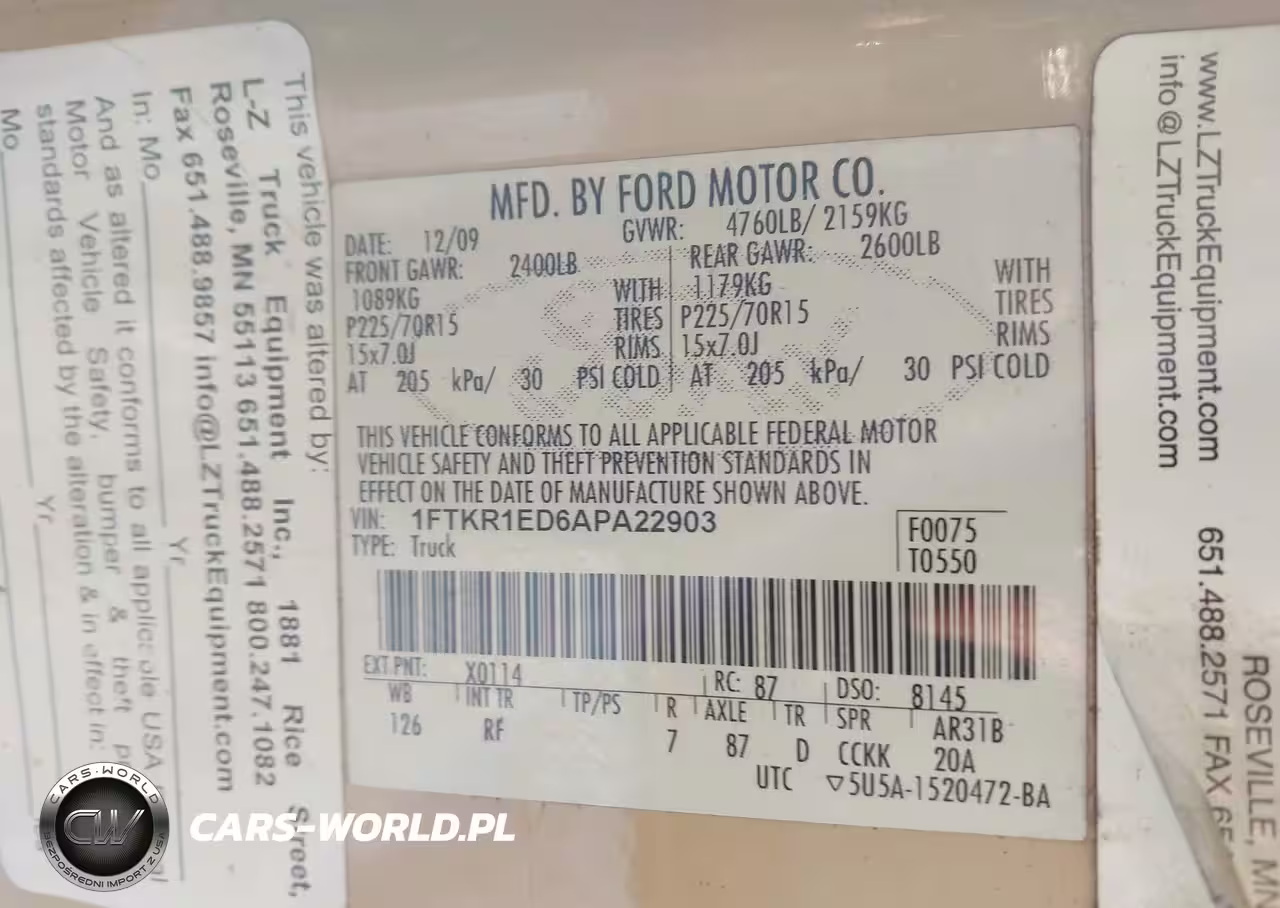 This vehicle was altered by:
L-Z Truck Equipment Inc., 1881 Rice Street,
Roseville, MN 55113 651.488.2571 800.247.1082
Fax 651.488.9857 info@LZTruckEquipment.com
In: Mo Yr
And as altered it conforms to all USA
Motor Vehicle Safety, bumper & theft
standards affected by the alteration & in effect in:
Mo Yr
MFD. BY FORD MOTOR CO.
DATE: 12/09 GVWR: 4760LB/ 2159KG
FRONT GAWR: 2400LB REAR GAWR: 2600LB
1089KG WITH 1179KG WITH
P225/70R15 TIRES P225/70R15 TIRES
15x7.0J RIMS 15x7.0J RIMS
AT 205 kPa/ 30 PSI COLD AT 205 kPa/ 30 PSI COLD
THIS VEHICLE CONFORMS TO ALL APPLICABLE FEDERAL MOTOR
VEHICLE SAFETY AND THEFT PREVENTION STANDARDS IN
EFFECT ON THE DATE OF MANUFACTURE SHOWN ABOVE.
VIN: 1FTKR1ED6APA22903 F0075
TYPE: Truck T0550
EXT PNT: X0114 RC: 87 DSO: 8145
WB INT TR TP/PS R AXLE TR SPR AR31B
126 RF 7 87 D CCKK 20A
UTC ▽5U5A-1520472-BA
www.LZTruckEquipment.com 651.488.2571 FAX
info@LZTruckEquipment.com
ROSEVILLE, MN
CARS-WORLD
CW
BEZPOŚREDNI IMPORT Z USA
CARS-WORLD.PL